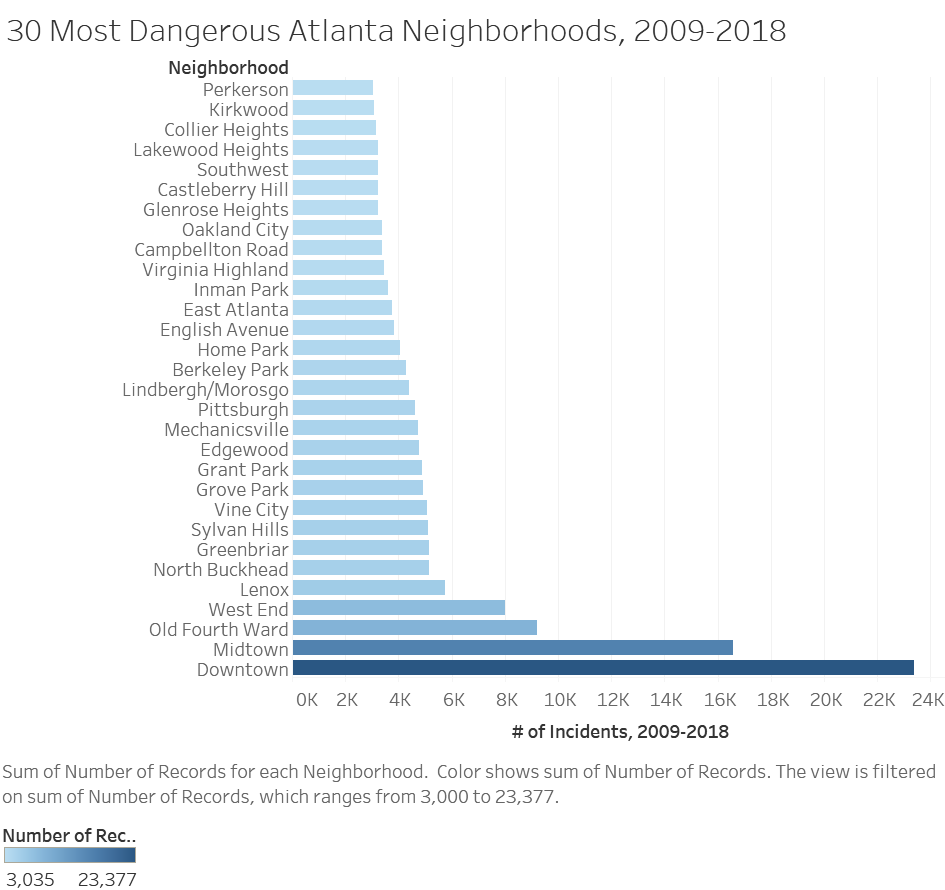 30 Most Dangerous Atlanta Neighborhoods, 2009-2018
Neighborhood
Perkerson
Kirkwood
Collier Heights
Lakewood Heights
Southwest
Castleberry Hill
Glenrose Heights
Oakland City
Campbellton Road
Virginia Highland
Inman Park
East Atlanta
English Avenue
Home Park
Berkeley Park
Lindbergh/Morosgo
Pittsburgh
Mechanicsville
Edgewood
Grant Park
Grove Park
Vine City
Sylvan Hills
Greenbriar
North Buckhead
Lenox
West End
Old Fourth Ward
Midtown
Downtown
0K 2K 4K 6K 8K 10K 12K 14K 16K 18K 20K 22K 24K
# of Incidents, 2009-2018
Sum of Number of Records for each Neighborhood. Color shows sum of Number of Records. The view is filtered
on sum of Number of Records, which ranges from 3,000 to 23,377.
Number of Rec..
3,035 23,377